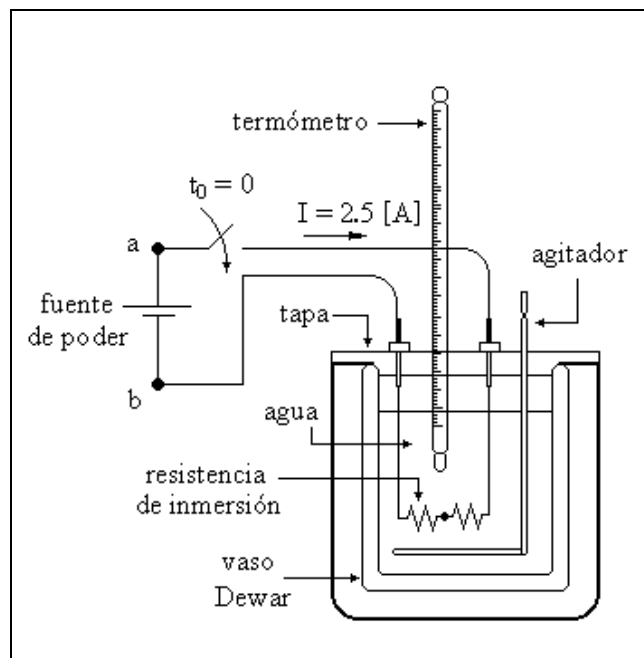 termómetro
t0 = 0
I = 2.5 [A]
a
agitador
fuente
de poder
tapa
b
agua
resistencia
de inmersión
vaso
Dewar